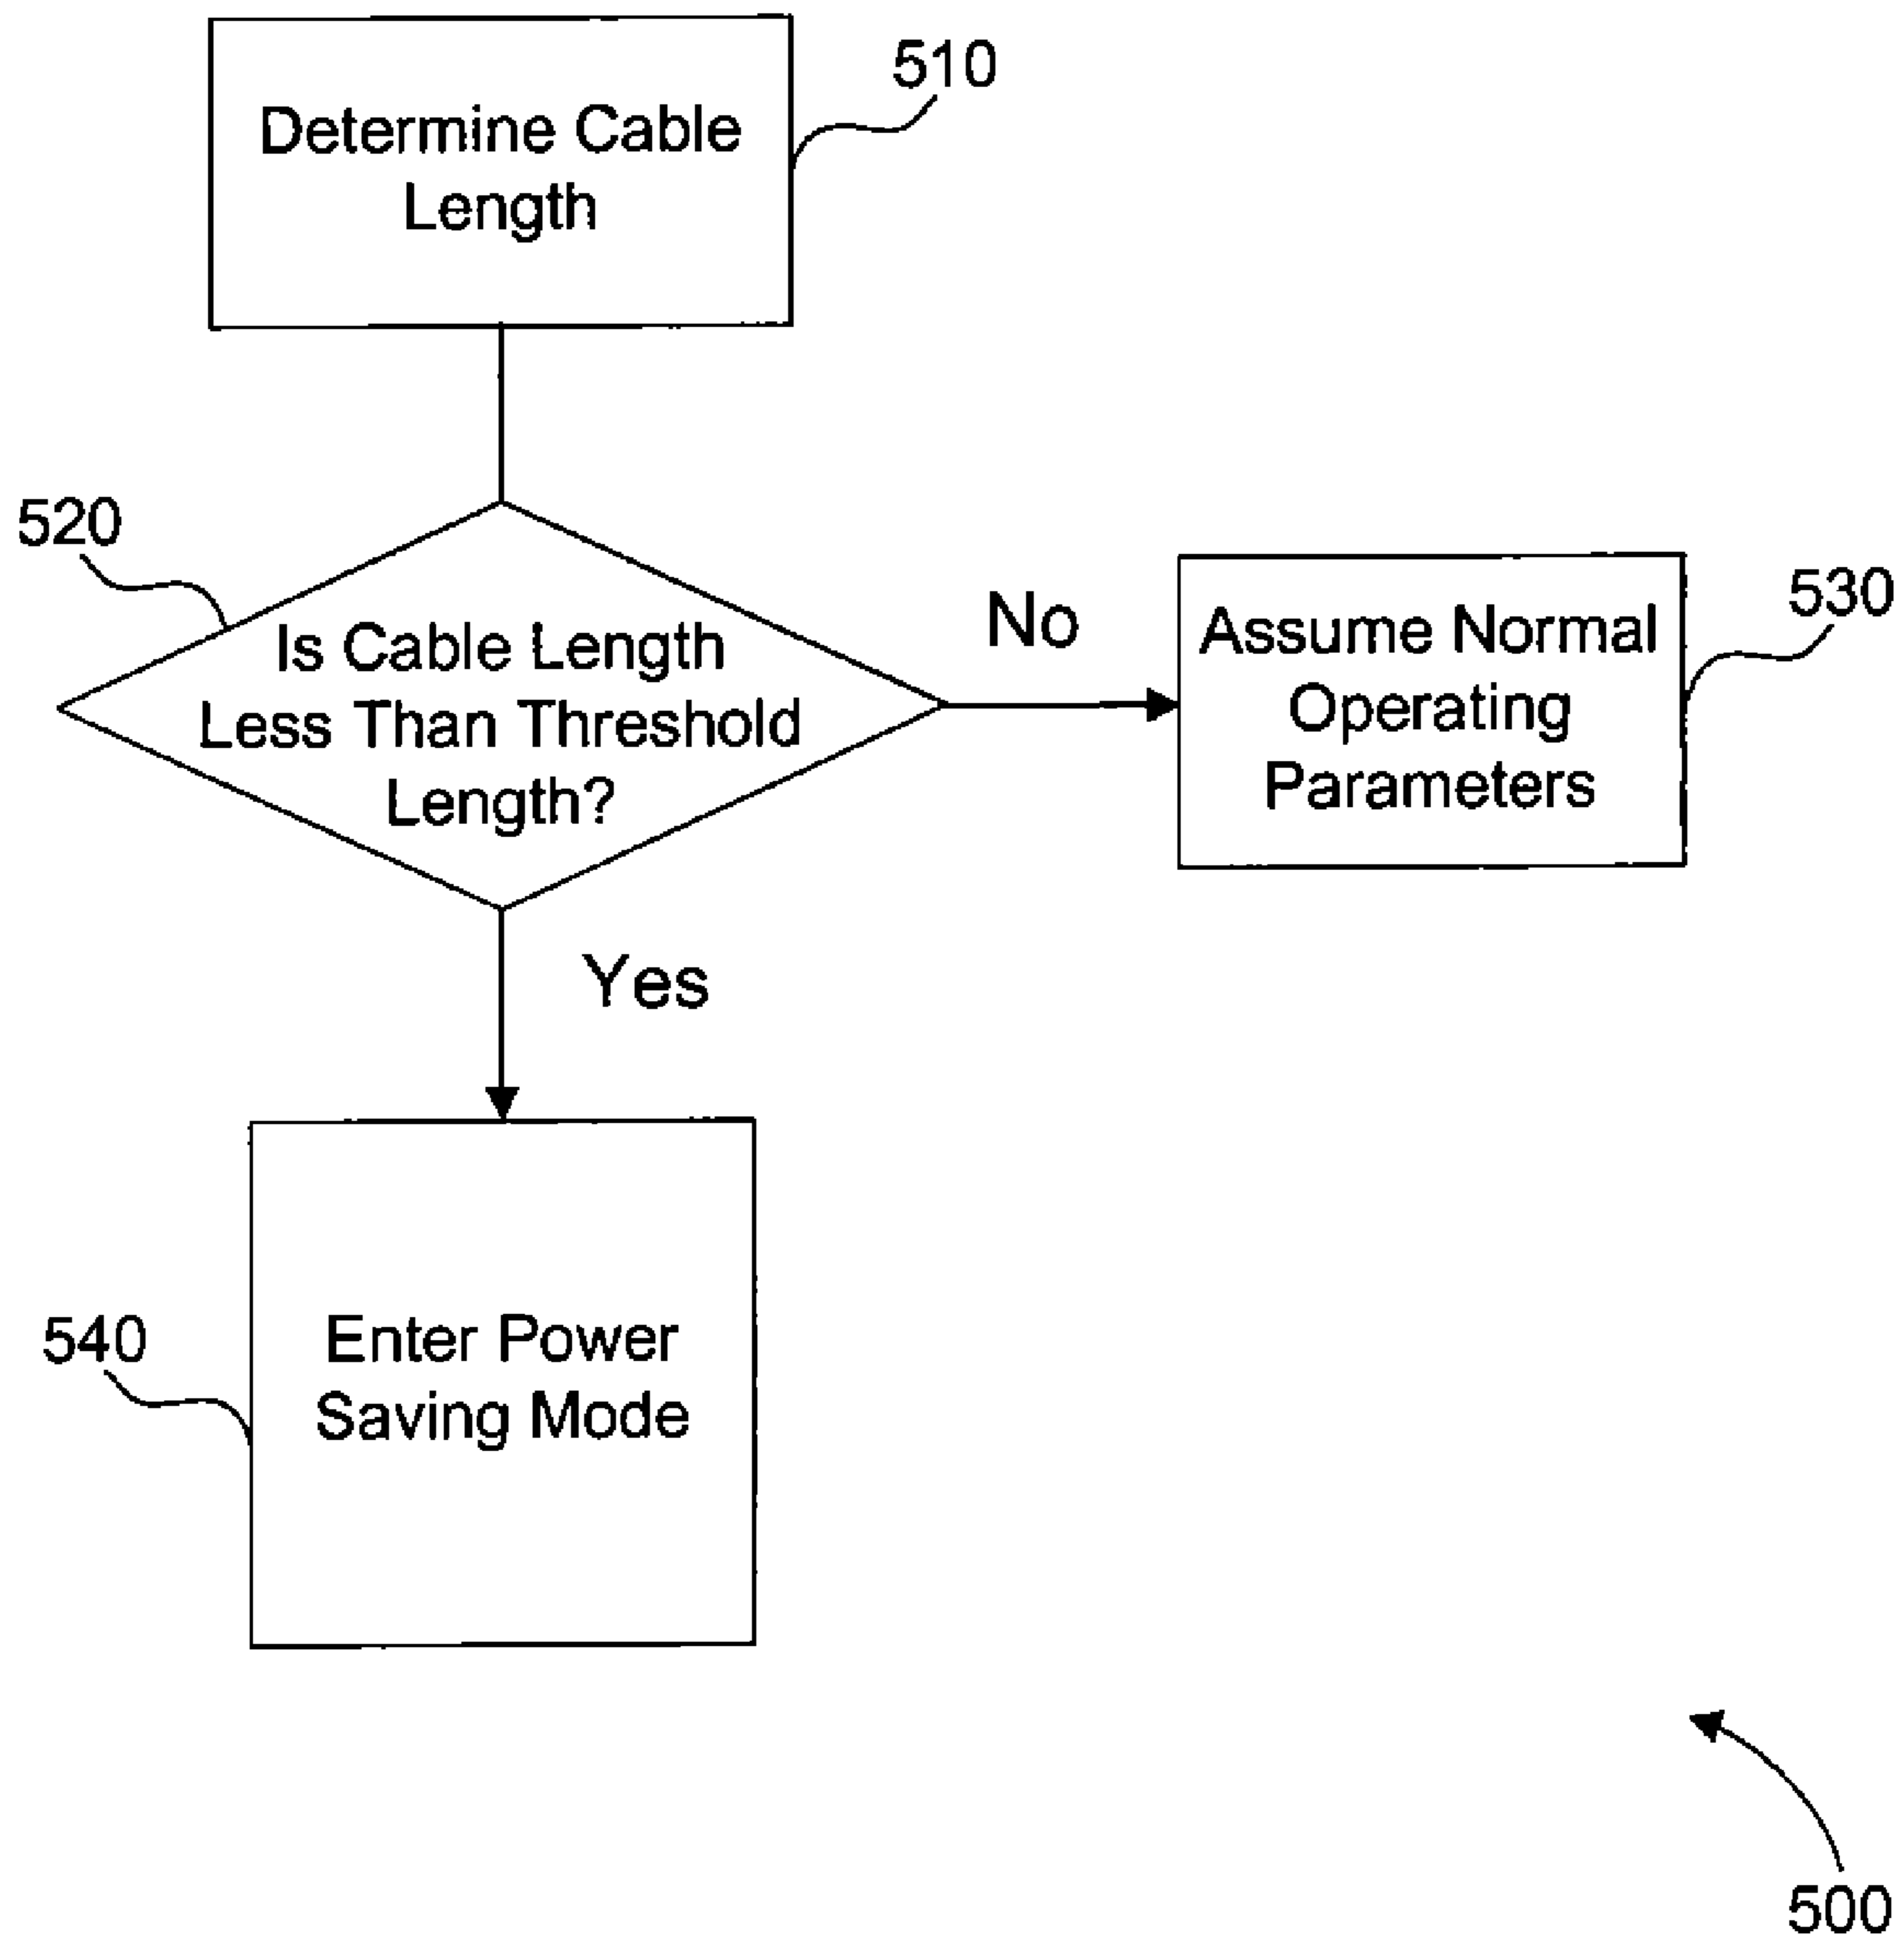 510
Determine Cable
Length
520
Is Cable Length
Less Than Threshold
Length?
No
530
Assume Normal
Operating
Parameters
Yes
540
Enter Power
Saving Mode
500